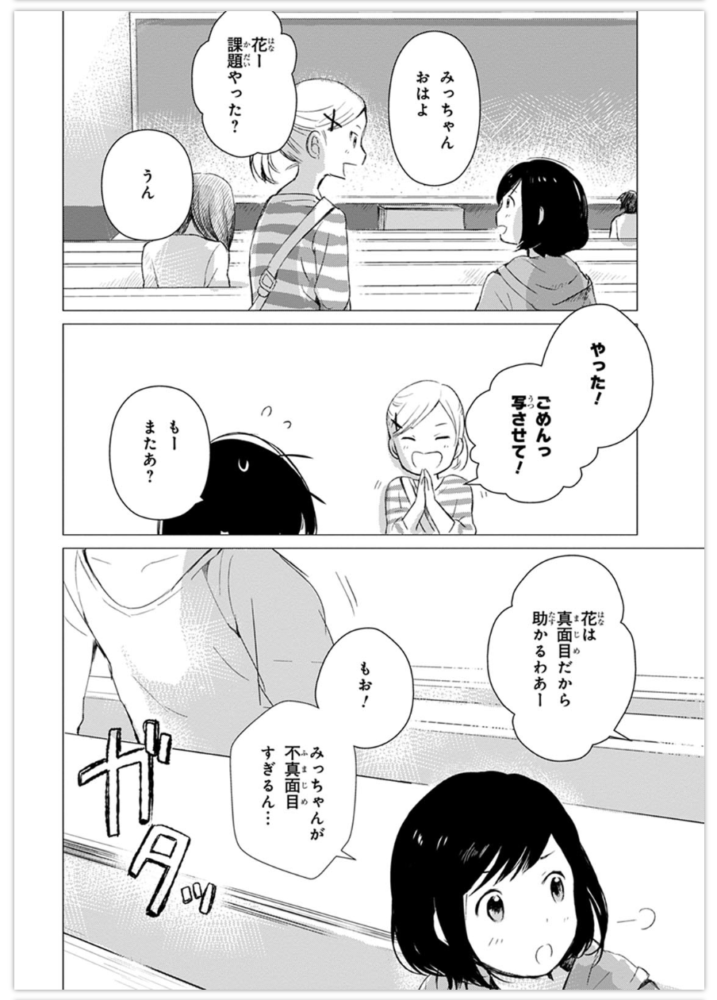 みっちゃん
おはよ
花ー
課題やった?
うん
やった!
ごめんっ
写させて!
もー
またあ?
花は
真面目だから
助かるわあー
もお!
みっちゃんが
不真面目
すぎるん…
ガタッ